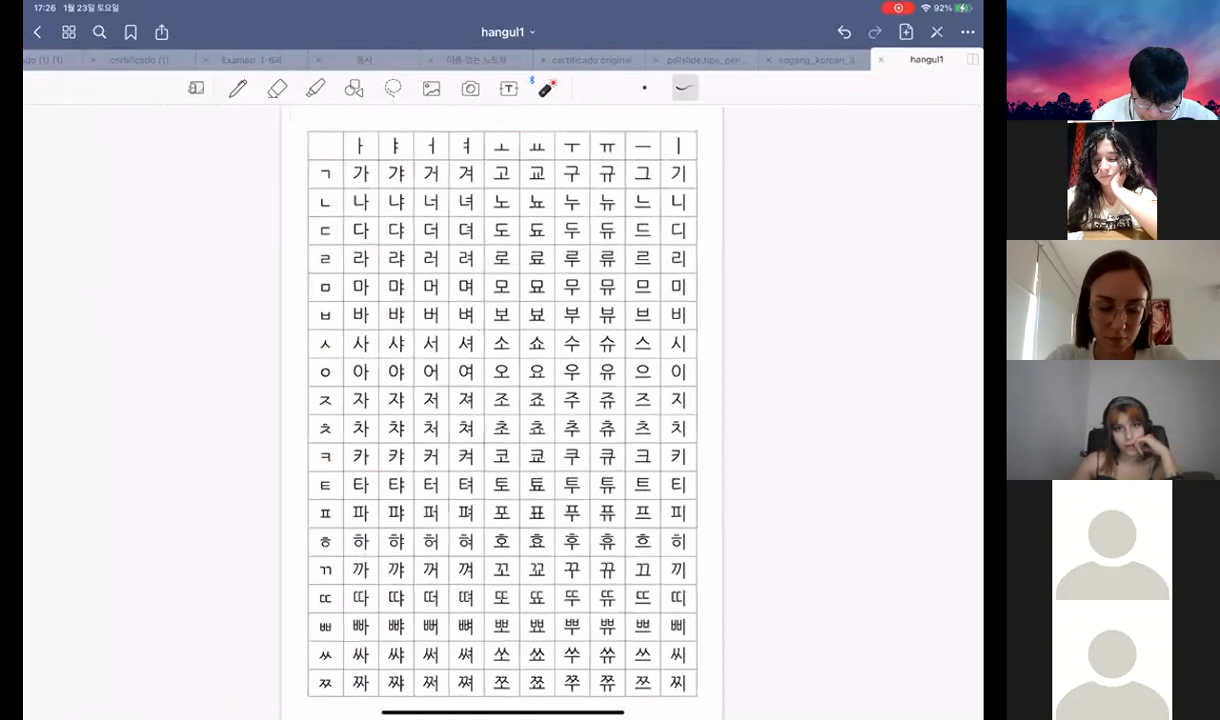 17:26 1월 23일 토요일 92%
hangul1
certificado (1) Examen 1-6과 동사 이름 없는 노트북 certificado original sogang_korean_2 hangul1
ㅏ ㅑ ㅓ ㅕ ㅗ ㅛ ㅜ ㅠ ㅡ ㅣ
ㄱ 가 갸 거 겨 고 교 구 규 그 기
ㄴ 나 냐 너 녀 노 뇨 누 뉴 느 니
ㄷ 다 댜 더 뎌 도 됴 두 듀 드 디
ㄹ 라 랴 러 려 로 료 루 류 르 리
ㅁ 마 먀 머 며 모 묘 무 뮤 므 미
ㅂ 바 뱌 버 벼 보 뵤 부 뷰 브 비
ㅅ 사 샤 서 셔 소 쇼 수 슈 스 시
ㅇ 아 야 어 여 오 요 우 유 으 이
ㅈ 자 쟈 저 져 조 죠 주 쥬 즈 지
ㅊ 차 챠 처 쳐 초 쵸 추 츄 츠 치
ㅋ 카 캬 커 켜 코 쿄 쿠 큐 크 키
ㅌ 타 탸 터 텨 토 툐 투 튜 트 티
ㅍ 파 퍄 퍼 펴 포 표 푸 퓨 프 피
ㅎ 하 햐 허 혀 호 효 후 휴 흐 히
ㄲ 까 꺄 꺼 껴 꼬 꾜 꾸 뀨 끄 끼
ㄸ 따 땨 떠 뗘 또 뚀 뚜 뜌 뜨 띠
ㅃ 빠 뺘 뻐 뼈 뽀 뾰 뿌 쀼 쁘 삐
ㅆ 싸 쌰 써 쎠 쏘 쑈 쑤 쓔 쓰 씨
ㅉ 짜 쨔 쩌 쪄 쪼 쬬 쭈 쮸 쯔 찌